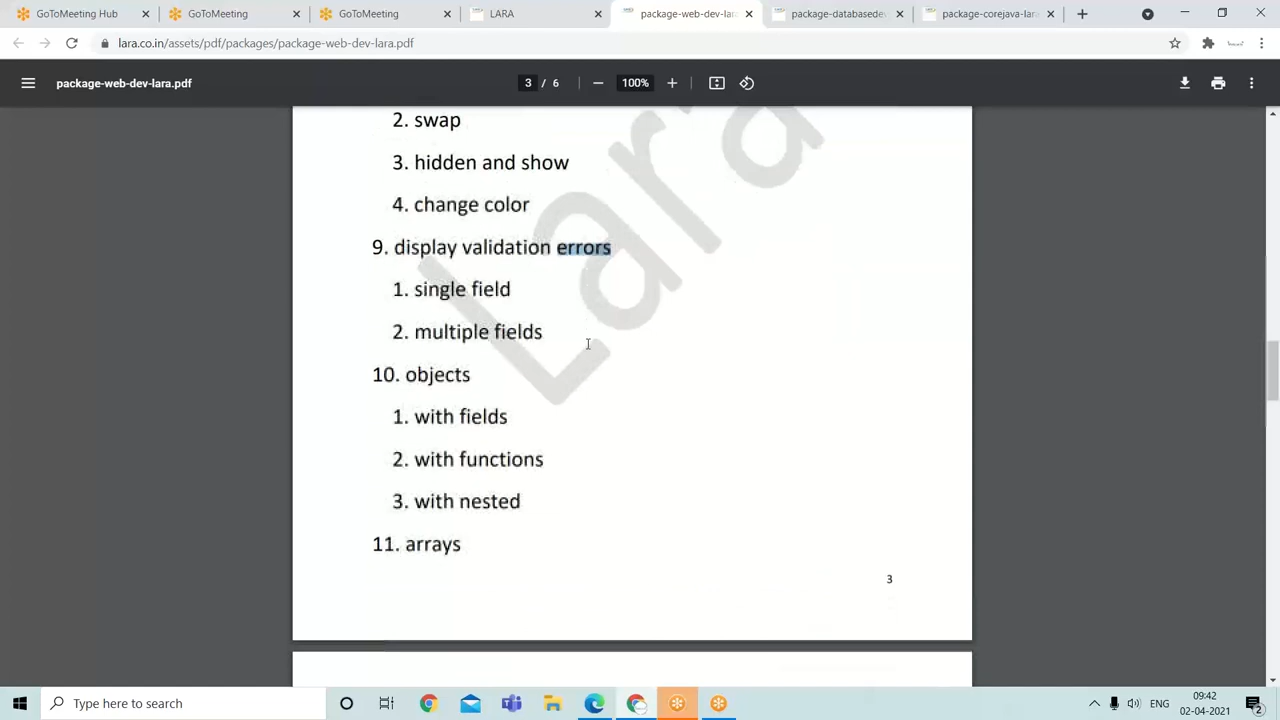 GoToMeeting Hub
GoToMeeting
GoToMeeting
LARA
package-web-dev-lara.p
package-databasedev
package-corejava-lara
lara.co.in/assets/pdf/packages/package-web-dev-lara.pdf
package-web-dev-lara.pdf
3 / 6
100%
2. swap
3. hidden and show
4. change color
9. display validation errors
1. single field
2. multiple fields
10. objects
1. with fields
2. with functions
3. with nested
11. arrays
3
Lara
Type here to search
ENG
09:42
02-04-2021
2